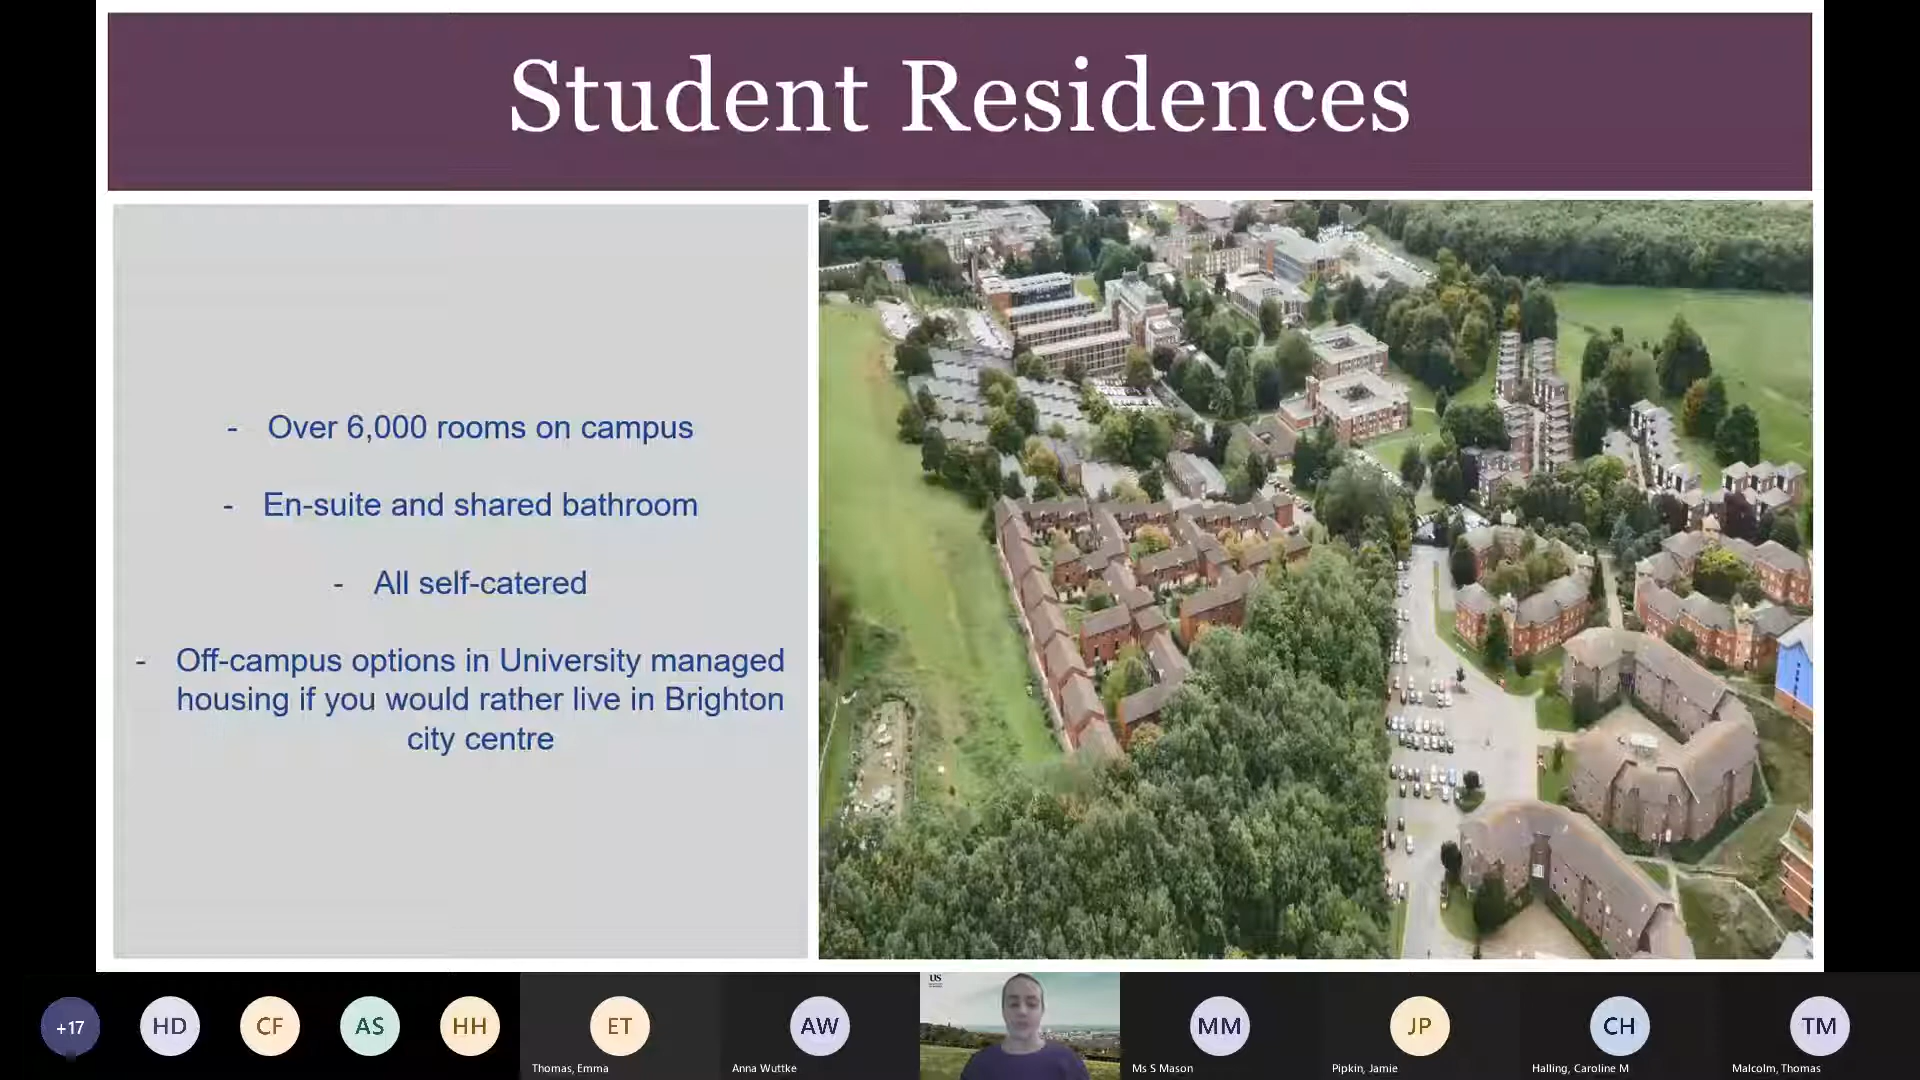 Student Residences
- Over 6,000 rooms on campus
- En-suite and shared bathroom
- All self-catered
- Off-campus options in University managed
housing if you would rather live in Brighton
city centre
US
+17
HD
CF
AS
HH
ET
AW
MM
JP
CH
TM
Thomas, Emma
Anna Wuttke
Ms S Mason
Pipkin, Jamie
Halling, Caroline M
Malcolm, Thomas